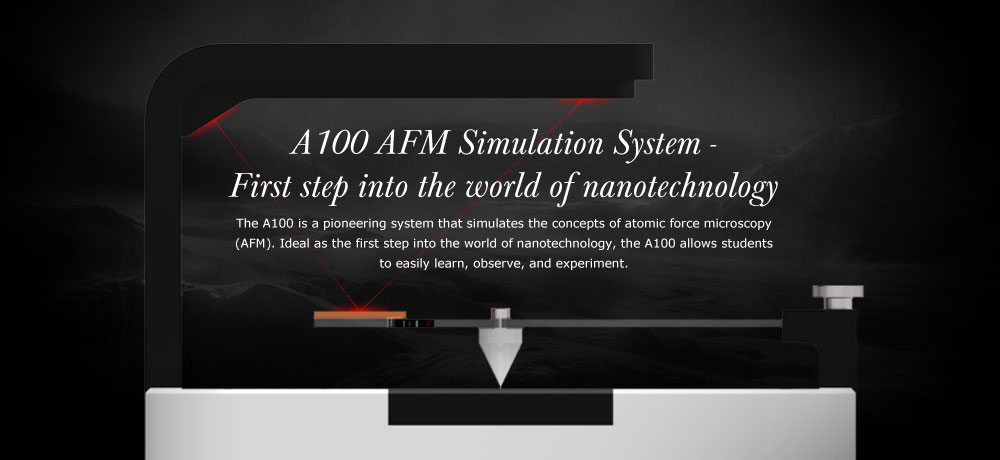 A100 AFM Simulation System -
First step into the world of nanotechnology
The A100 is a pioneering system that simulates the concepts of atomic force microscopy
(AFM). Ideal as the first step into the world of nanotechnology, the A100 allows students
to easily learn, observe, and experiment.